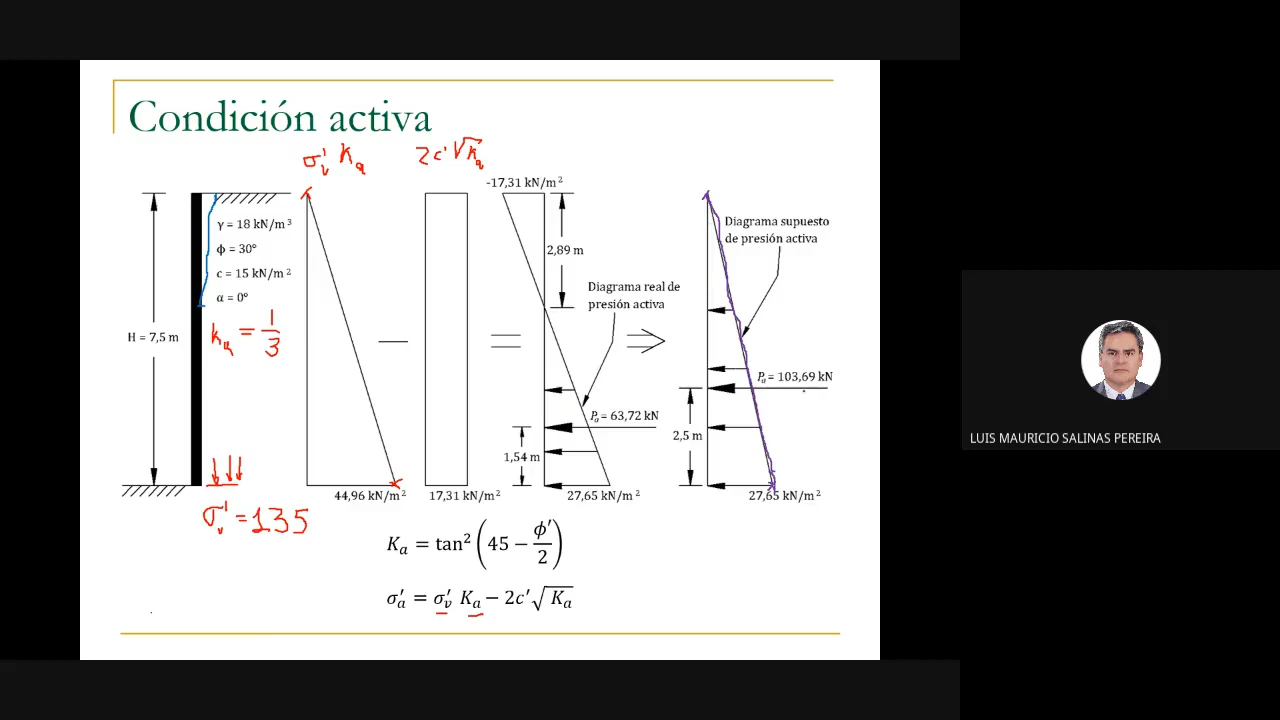 Condición activa
σ'v Ka
2c'√Ka
-17,31 kN/m²
γ = 18 kN/m³
ϕ = 30°
c = 15 kN/m²
α = 0°
Ka = 1/3
H = 7,5 m
2,89 m
Diagrama real de
presión activa
Diagrama supuesto
de presión activa
Pa = 103,69 kN
Pa = 63,72 kN
2,5 m
1,54 m
44,96 kN/m²
17,31 kN/m²
27,65 kN/m²
27,65 kN/m²
σ'v = 135
Ka = tan² (45 − ϕ'/2)
σ'a = σ'v Ka − 2c'√Ka
LUIS MAURICIO SALINAS PEREIRA